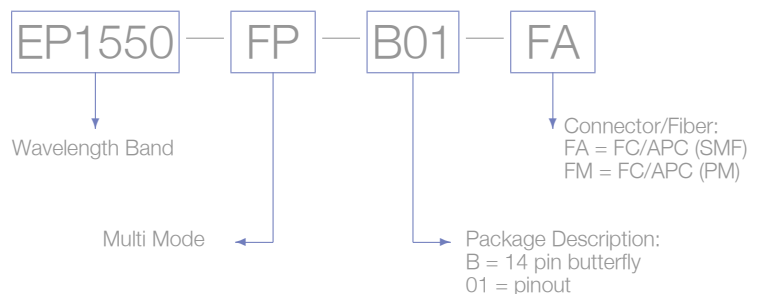 EP1550 — FP — B01 — FA
Wavelength Band
Connector/Fiber:
FA = FC/APC (SMF)
FM = FC/APC (PM)
Multi Mode
Package Description:
B = 14 pin butterfly
01 = pinout